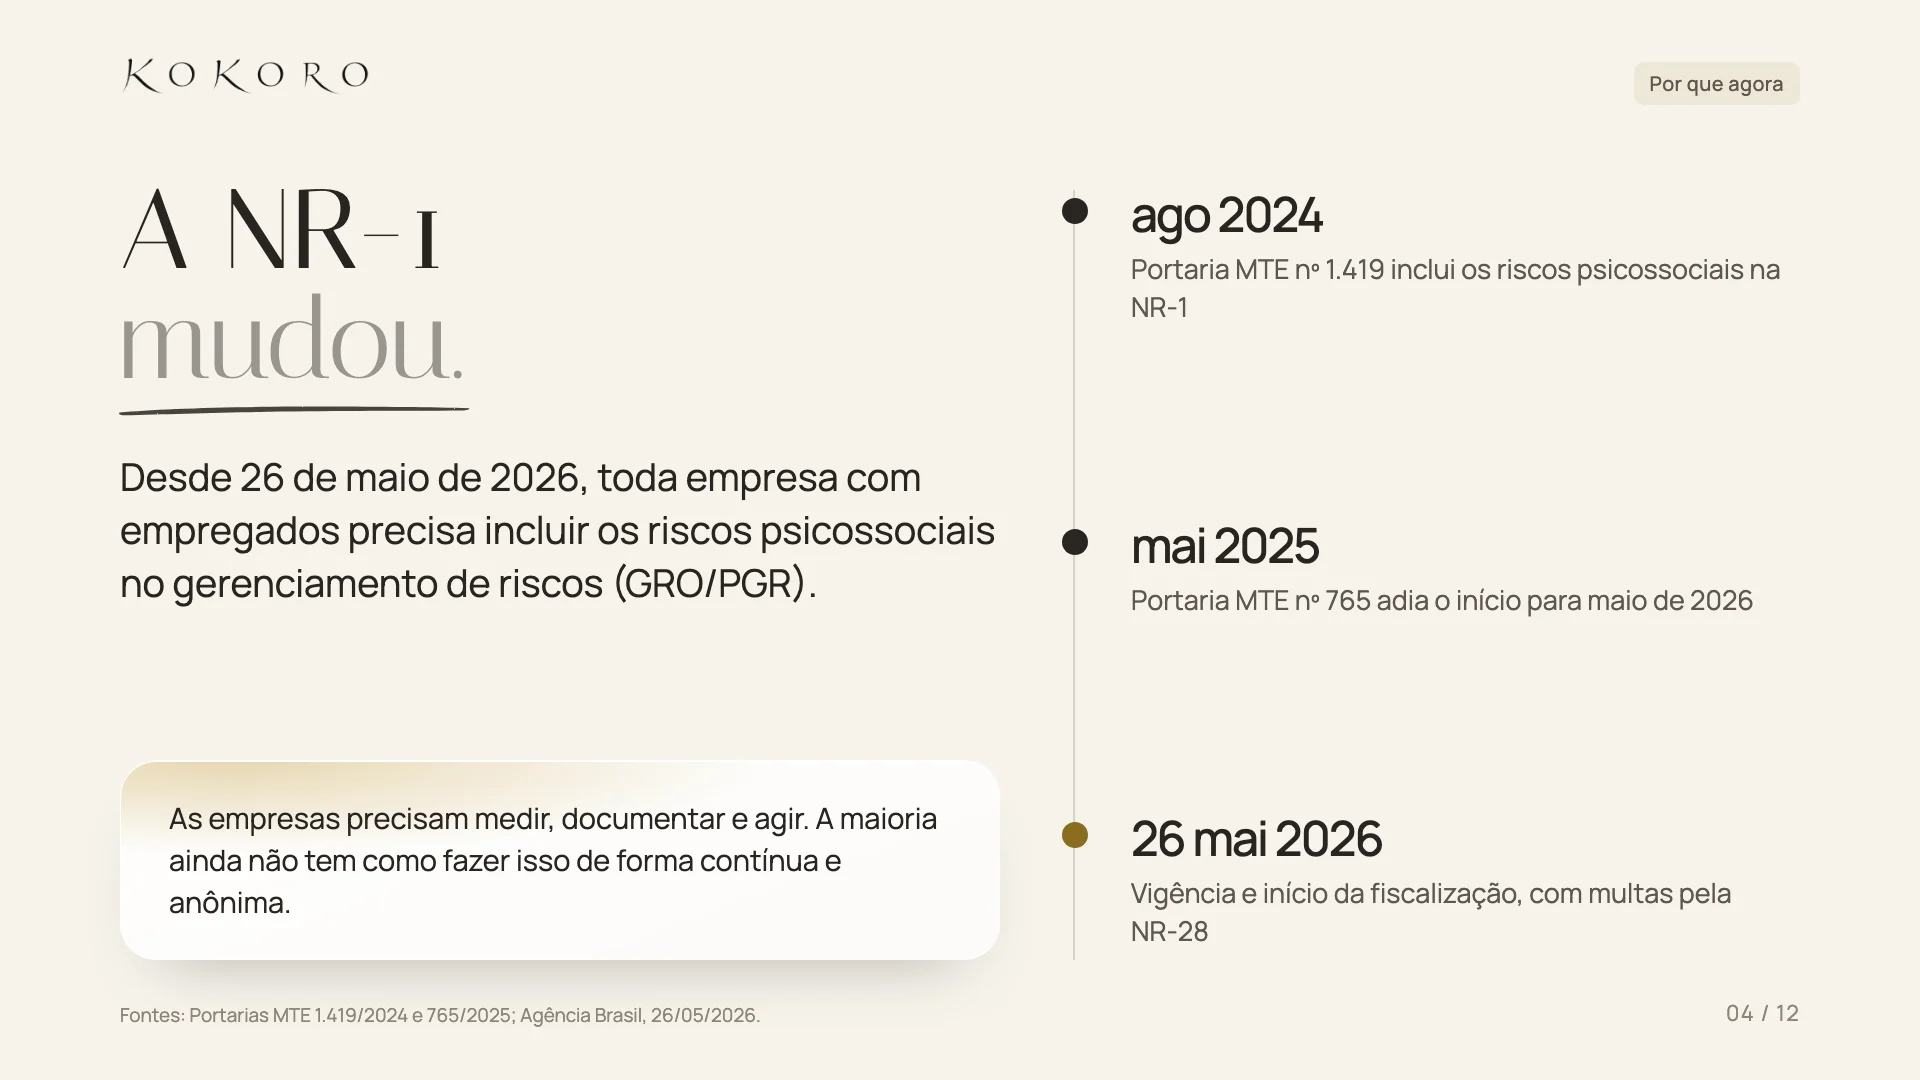 KOKORO
Por que agora
A NR-1
mudou.
Desde 26 de maio de 2026, toda empresa com
empregados precisa incluir os riscos psicossociais
no gerenciamento de riscos (GRO/PGR).
As empresas precisam medir, documentar e agir. A maioria
ainda não tem como fazer isso de forma contínua e
anônima.
ago 2024
Portaria MTE nº 1.419 inclui os riscos psicossociais na
NR-1
mai 2025
Portaria MTE nº 765 adia o início para maio de 2026
26 mai 2026
Vigência e início da fiscalização, com multas pela
NR-28
Fontes: Portarias MTE 1.419/2024 e 765/2025; Agência Brasil, 26/05/2026.
04 / 12